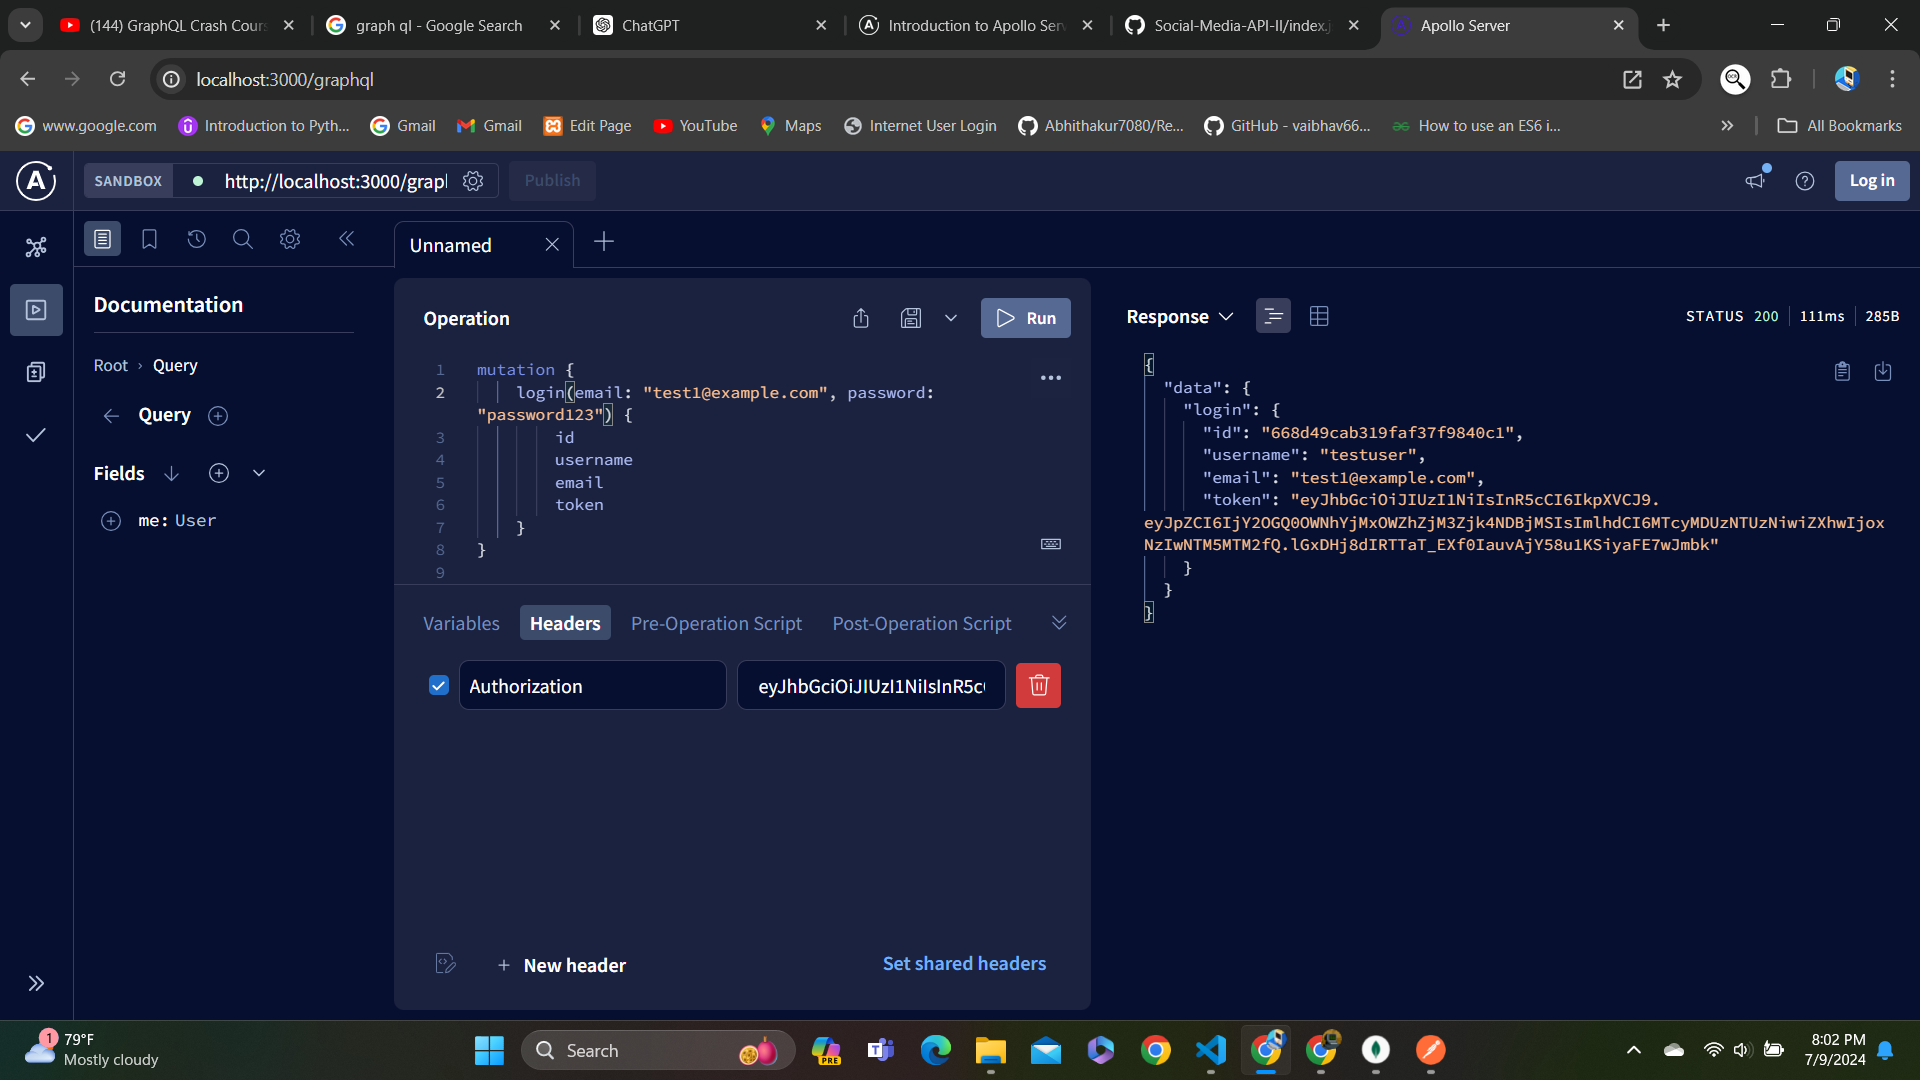 (144) GraphQL Crash Cours
graph ql - Google Search
ChatGPT
Introduction to Apollo Serv
Social-Media-API-II/index.j
Apollo Server
localhost:3000/graphql
www.google.com
Introduction to Pyth...
Gmail
Gmail
Edit Page
YouTube
Maps
Internet User Login
Abhithakur7080/Re...
GitHub - vaibhav66...
How to use an ES6 i...
All Bookmarks
SANDBOX
http://localhost:3000/grapl
Publish
Log in
Unnamed
Documentation
Root › Query
Query
Fields
me: User
Operation
Run
1 mutation {
2 login(email: "test1@example.com", password:
"password123") {
3 id
4 username
5 email
6 token
7 }
8 }
9
Variables
Headers
Pre-Operation Script
Post-Operation Script
Authorization
eyJhbGciOiJIUzI1NiIsInR5c
+ New header
Set shared headers
Response
STATUS 200
111ms
285B
{
"data": {
"login": {
"id": "668d49cab319faf37f9840c1",
"username": "testuser",
"email": "test1@example.com",
"token": "eyJhbGciOiJIUzI1NiIsInR5cCI6IkpXVCJ9.
eyJpZCI6IjY2OGQ0OWNhYjMxOWZhZjM3Zjk4NDBjMSIsImlhdCI6MTcyMDUzNTUzNiwiZXhwIjox
NzIwNTM5MTM2fQ.lGxDHj8dIRTTaT_EXf0IauvAjY58u1KSiyaFE7wJmbk"
}
}
}
1
79°F
Mostly cloudy
Search
PRE
8:02 PM
7/9/2024